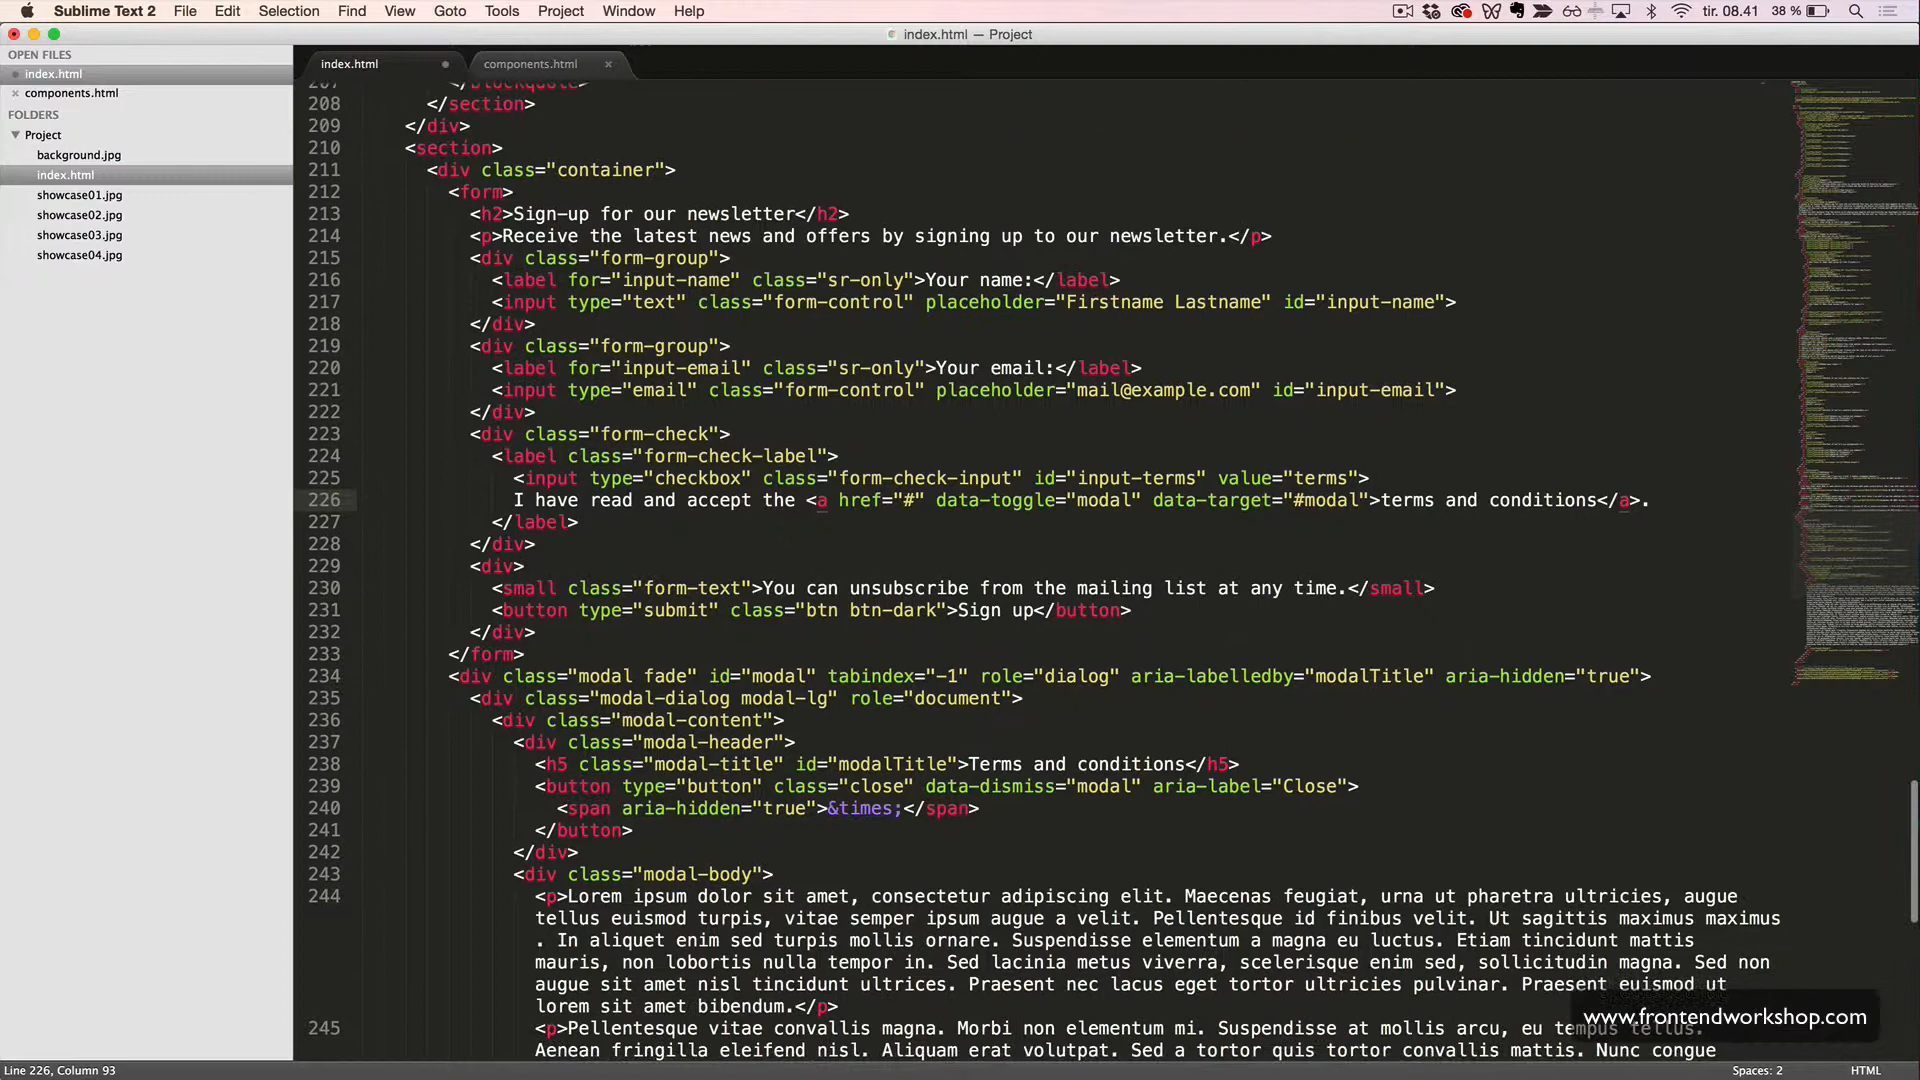 Sublime Text 2 File Edit Selection Find View Goto Tools Project Window Help tir. 08.41 38 %
index.html — Project
OPEN FILES
index.html
components.html
FOLDERS
Project
background.jpg
index.html
showcase01.jpg
showcase02.jpg
showcase03.jpg
showcase04.jpg
index.html components.html
207 </blockquote>
208 </section>
209 </div>
210 <section>
211 <div class="container">
212 <form>
213 <h2>Sign-up for our newsletter</h2>
214 <p>Receive the latest news and offers by signing up to our newsletter.</p>
215 <div class="form-group">
216 <label for="input-name" class="sr-only">Your name:</label>
217 <input type="text" class="form-control" placeholder="Firstname Lastname" id="input-name">
218 </div>
219 <div class="form-group">
220 <label for="input-email" class="sr-only">Your email:</label>
221 <input type="email" class="form-control" placeholder="mail@example.com" id="input-email">
222 </div>
223 <div class="form-check">
224 <label class="form-check-label">
225 <input type="checkbox" class="form-check-input" id="input-terms" value="terms">
226 I have read and accept the <a href="#" data-toggle="modal" data-target="#modal">terms and conditions</a>.
227 </label>
228 </div>
229 <div>
230 <small class="form-text">You can unsubscribe from the mailing list at any time.</small>
231 <button type="submit" class="btn btn-dark">Sign up</button>
232 </div>
233 </form>
234 <div class="modal fade" id="modal" tabindex="-1" role="dialog" aria-labelledby="modalTitle" aria-hidden="true">
235 <div class="modal-dialog modal-lg" role="document">
236 <div class="modal-content">
237 <div class="modal-header">
238 <h5 class="modal-title" id="modalTitle">Terms and conditions</h5>
239 <button type="button" class="close" data-dismiss="modal" aria-label="Close">
240 <span aria-hidden="true">&times;</span>
241 </button>
242 </div>
243 <div class="modal-body">
244 <p>Lorem ipsum dolor sit amet, consectetur adipiscing elit. Maecenas feugiat, urna ut pharetra ultricies, augue
tellus euismod turpis, vitae semper ipsum augue a velit. Pellentesque id finibus velit. Ut sagittis maximus maximus
. In aliquet enim sed turpis mollis ornare. Suspendisse elementum a magna eu luctus. Etiam tincidunt mattis
mauris, non lobortis nulla tempor in. Sed lacinia metus viverra, scelerisque enim sed, sollicitudin magna. Sed non
augue sit amet nisl tincidunt ultrices. Praesent nec lacus eget tortor ultricies pulvinar. Praesent euismod ut
lorem sit amet bibendum.</p>
245 <p>Pellentesque vitae convallis magna. Morbi non elementum mi. Suspendisse at mollis arcu, eu tempus tellus.
Aenean fringilla eleifend nisl. Aliquam erat volutpat. Sed a tortor quis tortor convallis mattis. Nunc congue
www.frontendworkshop.com
Line 226, Column 93 Spaces: 2 HTML